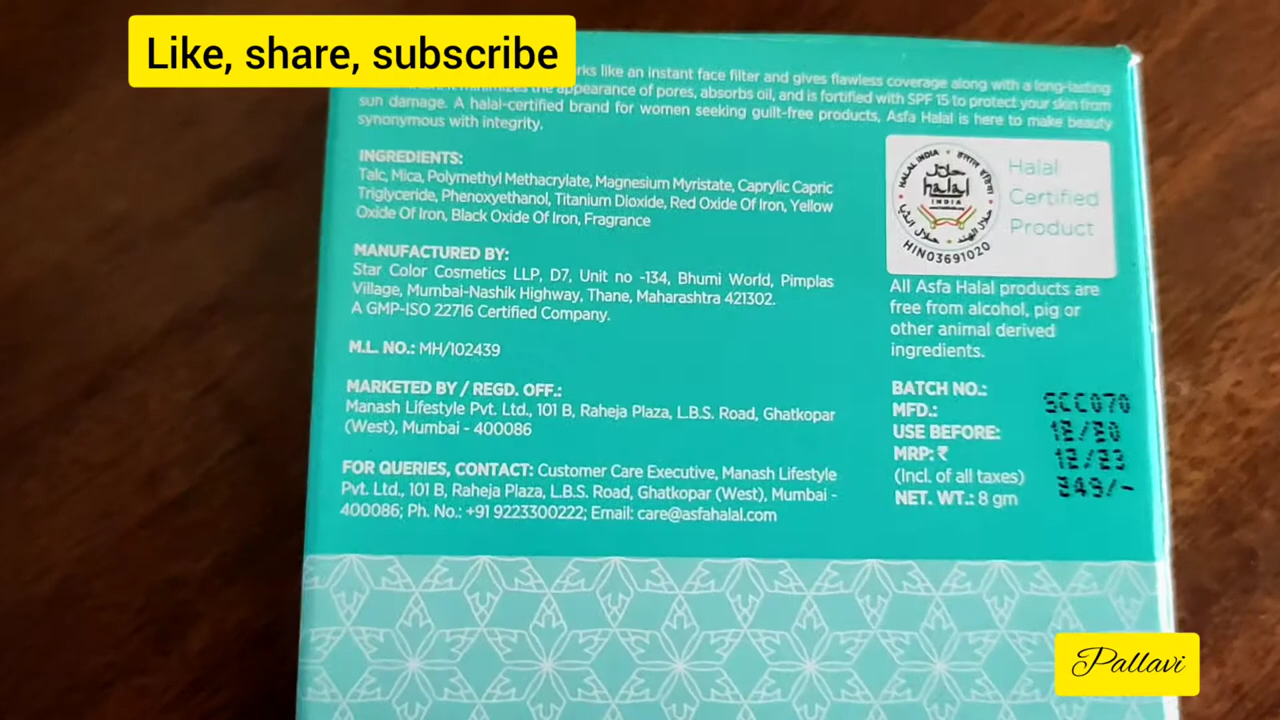 Like, share, subscribe
rks like an instant face filter and gives flawless coverage along with a long-lasting
minimizes the appearance of pores, absorbs oil, and is fortified with SPF 15 to protect your skin from
sun damage. A halal-certified brand for women seeking guilt-free products, Asfa Halal is here to make beauty
synonymous with integrity.
INGREDIENTS:
Talc, Mica, Polymethyl Methacrylate, Magnesium Myristate, Caprylic Capric
Triglyceride, Phenoxyethanol, Titanium Dioxide, Red Oxide Of Iron, Yellow
Oxide Of Iron, Black Oxide Of Iron, Fragrance
MANUFACTURED BY:
Star Color Cosmetics LLP, D7, Unit no -134, Bhumi World, Pimplas
Village, Mumbai-Nashik Highway, Thane, Maharashtra 421302.
A GMP-ISO 22716 Certified Company.
M.L. NO.: MH/102439
MARKETED BY / REGD. OFF.:
Manash Lifestyle Pvt. Ltd., 101 B, Raheja Plaza, L.B.S. Road, Ghatkopar
(West), Mumbai - 400086
FOR QUERIES, CONTACT: Customer Care Executive, Manash Lifestyle
Pvt. Ltd., 101 B, Raheja Plaza, L.B.S. Road, Ghatkopar (West), Mumbai -
400086; Ph. No.: +91 9223300222; Email: care@asfahalal.com
HALAL INDIA
हलाल इंडिया
حلال
halal
INDIA
حلال الهند
حلال الهند
HIN03691020
Halal
Certified
Product
All Asfa Halal products are
free from alcohol, pig or
other animal derived
ingredients.
BATCH NO.: SCC070
MFD.: 12/20
USE BEFORE: 12/23
MRP: ₹ 849/-
(Incl. of all taxes)
NET. WT.: 8 gm
Pallavi